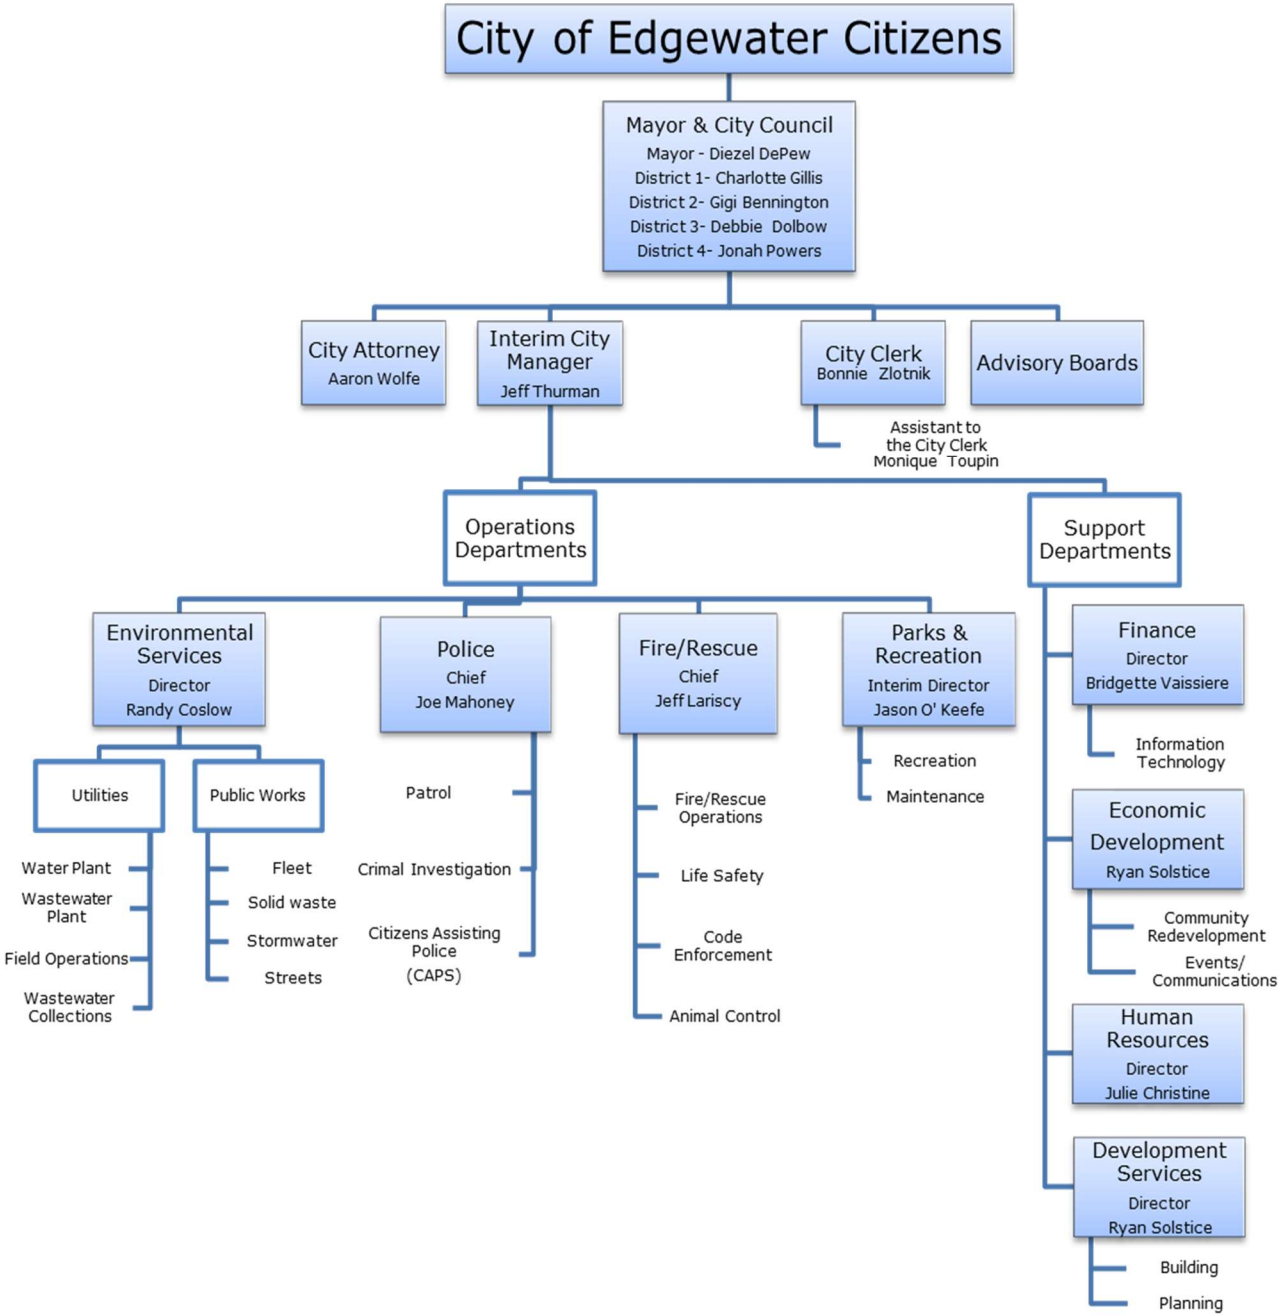 City of Edgewater Citizens
Mayor & City Council
Mayor - Diezel DePew
District 1- Charlotte Gillis
District 2- Gigi Bennington
District 3- Debbie Dolbow
District 4- Jonah Powers
City Attorney
Aaron Wolfe
Interim City
Manager
Jeff Thurman
City Clerk
Bonnie Zlotnik
Assistant to
the City Clerk
Monique Toupin
Advisory Boards
Operations
Departments
Environmental
Services
Director
Randy Coslow
Utilities
Water Plant
Wastewater
Plant
Field Operations
Wastewater
Collections
Public Works
Fleet
Solid waste
Stormwater
Streets
Police
Chief
Joe Mahoney
Patrol
Crimal Investigation
Citizens Assisting
Police
(CAPS)
Fire/Rescue
Chief
Jeff Lariscy
Fire/Rescue
Operations
Life Safety
Code
Enforcement
Animal Control
Parks &
Recreation
Interim Director
Jason O' Keefe
Recreation
Maintenance
Support
Departments
Finance
Director
Bridgette Vaissiere
Information
Technology
Economic
Development
Ryan Solstice
Community
Redevelopment
Events/
Communications
Human
Resources
Director
Julie Christine
Development
Services
Director
Ryan Solstice
Building
Planning